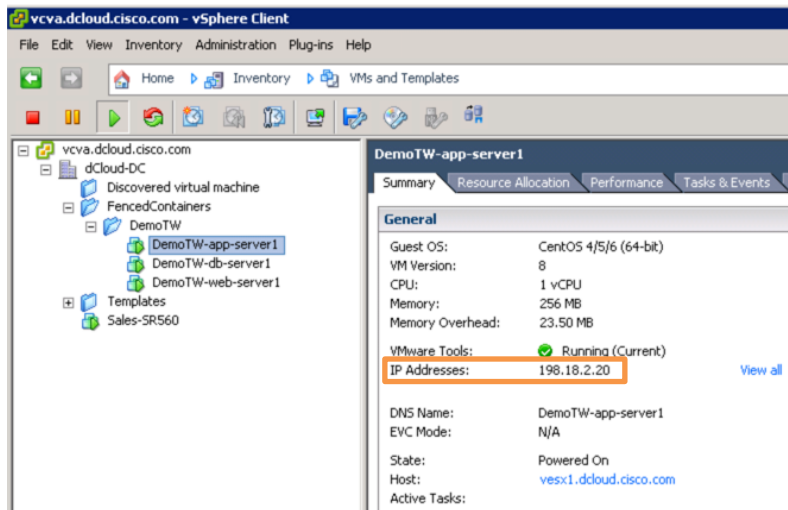 vcva.dcloud.cisco.com - vSphere Client
File Edit View Inventory Administration Plug-ins Help
Home Inventory VMs and Templates
vcva.dcloud.cisco.com
dCloud-DC
Discovered virtual machine
FencedContainers
DemoTW
DemoTW-app-server1
DemoTW-db-server1
DemoTW-web-server1
Templates
Sales-SR560
DemoTW-app-server1
Summary Resource Allocation Performance Tasks & Events
General
Guest OS: CentOS 4/5/6 (64-bit)
VM Version: 8
CPU: 1 vCPU
Memory: 256 MB
Memory Overhead: 23.50 MB
VMware Tools: Running (Current)
IP Addresses: 198.18.2.20 View all
DNS Name: DemoTW-app-server1
EVC Mode: N/A
State: Powered On
Host: vesx1.dcloud.cisco.com
Active Tasks: